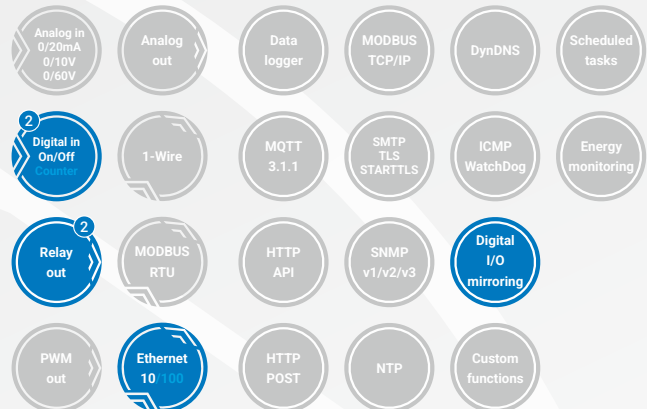 Analog in
0/20mA
0/10V
0/60V
Analog
out
Data
logger
MODBUS
TCP/IP
DynDNS
Scheduled
tasks
2
Digital in
On/Off
Counter
1-Wire
MQTT
3.1.1
SMTP
TLS
STARTTLS
ICMP
WatchDog
Energy
monitoring
2
Relay
out
MODBUS
RTU
HTTP
API
SNMP
v1/v2/v3
Digital
I/O
mirroring
PWM
out
Ethernet
10/100
HTTP
POST
NTP
Custom
functions